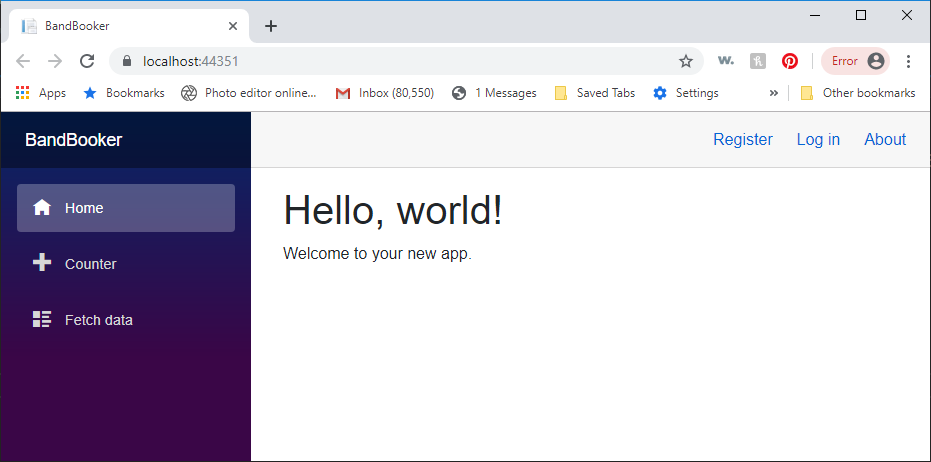 BandBooker
localhost:44351
w.
Error
Apps
Bookmarks
Photo editor online...
Inbox (80,550)
1 Messages
Saved Tabs
Settings
»
Other bookmarks
BandBooker
Register
Log in
About
Home
Hello, world!
Welcome to your new app.
Counter
Fetch data